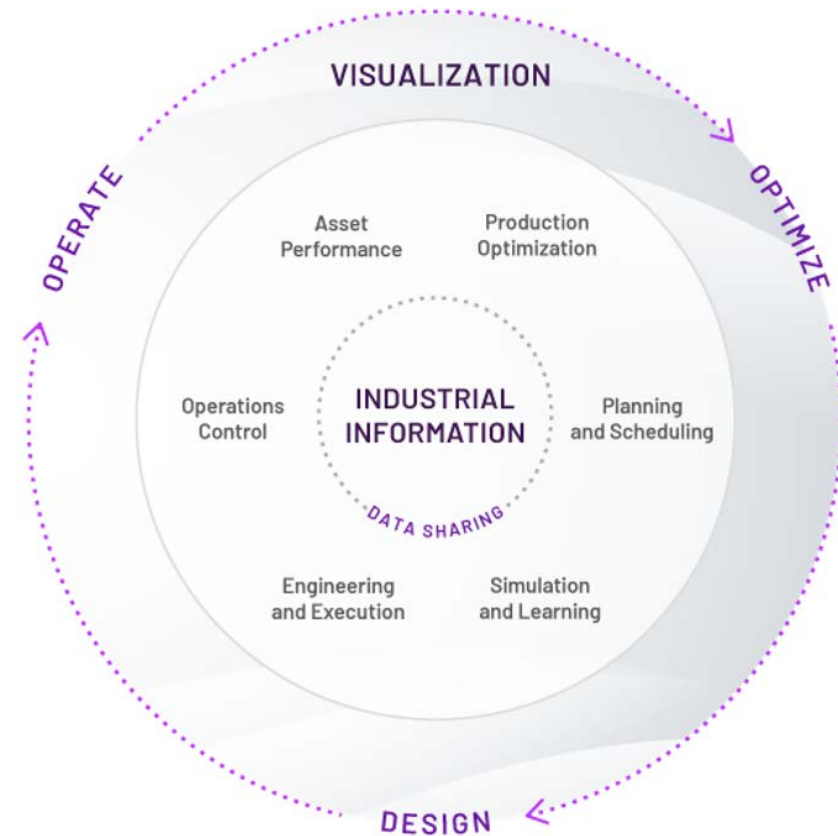 VISUALIZATION
OPERATE
OPTIMIZE
Asset
Performance
Production
Optimization
Operations
Control
INDUSTRIAL
INFORMATION
Planning
and Scheduling
DATA SHARING
Engineering
and Execution
Simulation
and Learning
DESIGN